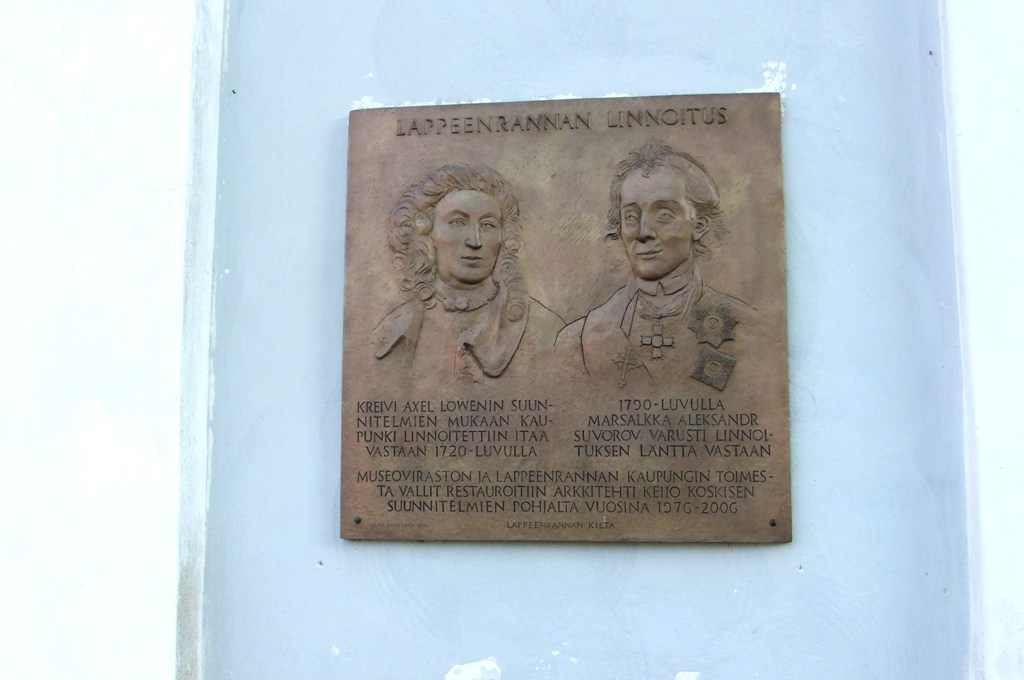 LAPPEENRANNAN LINNOITUS
KREIVI AXEL LÖWENIN SUUN-
NITELMIEN MUKAAN KAU-
PUNKI LINNOITETTIIN ITÄÄ
VASTAAN 1720-LUVULLA
1790-LUVULLA
MARSALKKA ALEKSANDR
SUVOROV VARUSTI LINNOI-
TUKSEN LÄNTTÄ VASTAAN
MUSEOVIRASTON JA LAPPEENRANNAN KAUPUNGIN TOIMES-
TA VALLIT RESTAUROITIIN ARKKITEHTI KEIJO KOSKISEN
SUUNNITELMIEN POHJALTA VUOSINA 1976-2006
LAPPEENRANNAN KILTA